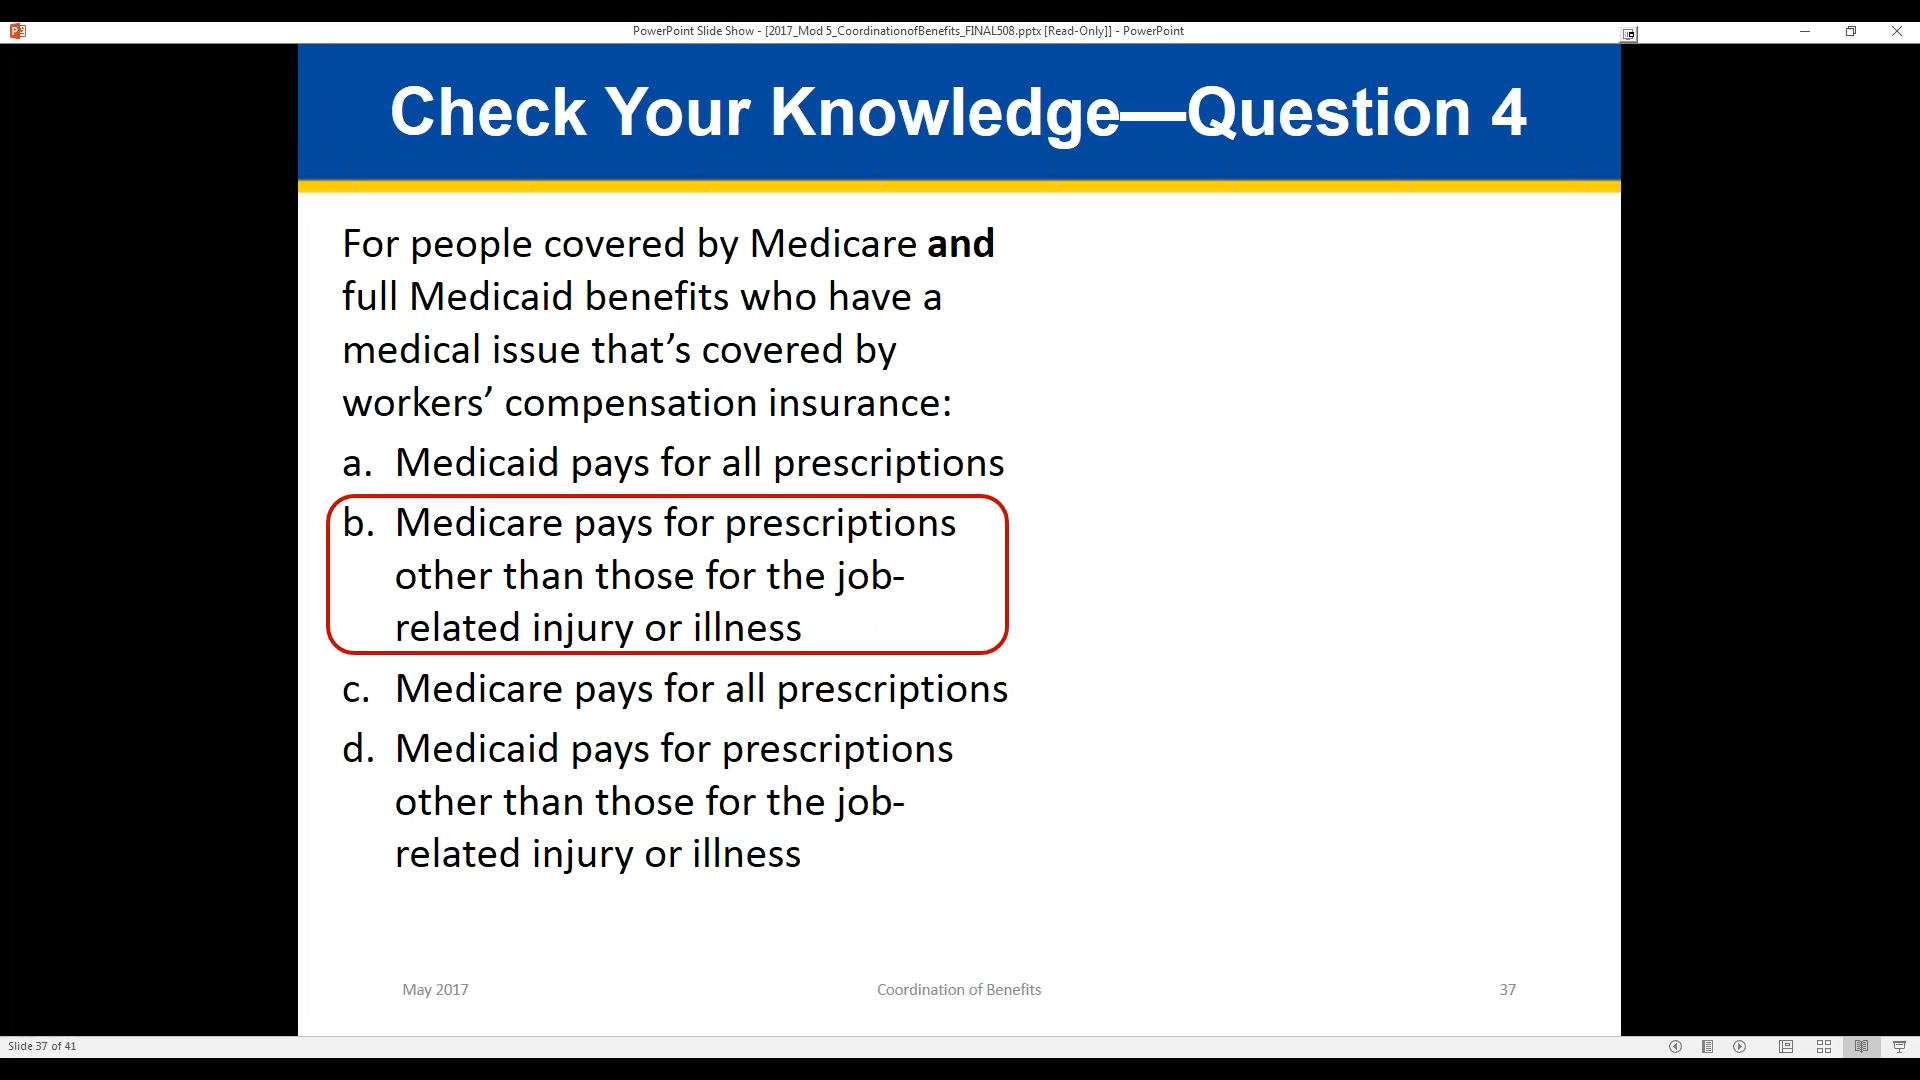 PowerPoint Slide Show - [2017_Mod 5_CoordinationofBenefits_FINAL508.pptx [Read-Only]] - PowerPoint
Check Your Knowledge—Question 4
For people covered by Medicare and
full Medicaid benefits who have a
medical issue that’s covered by
workers’ compensation insurance:
a. Medicaid pays for all prescriptions
b. Medicare pays for prescriptions
other than those for the job-
related injury or illness
c. Medicare pays for all prescriptions
d. Medicaid pays for prescriptions
other than those for the job-
related injury or illness
May 2017
Coordination of Benefits
37
Slide 37 of 41